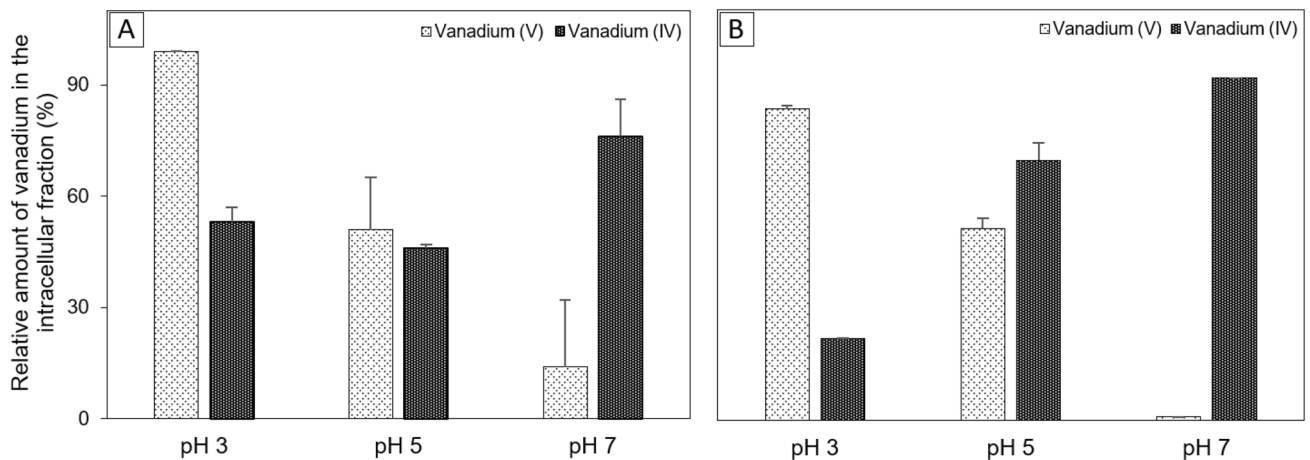 A
Vanadium (V) Vanadium (IV)
Relative amount of vanadium in the
intracellular fraction (%)
90
60
30
0
pH 3 pH 5 pH 7
B
Vanadium (V) Vanadium (IV)
pH 3 pH 5 pH 7